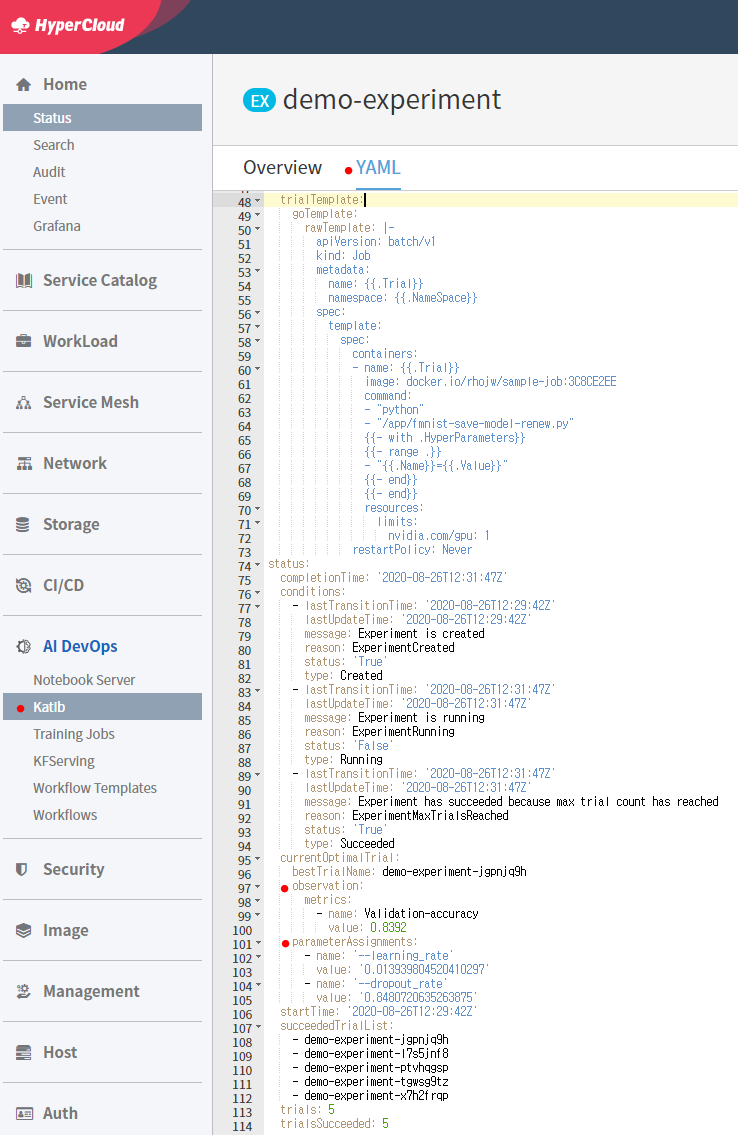 HyperCloud
Home
Status
Search
Audit
Event
Grafana
Service Catalog
WorkLoad
Service Mesh
Network
Storage
CI/CD
AI DevOps
Notebook Server
Katib
Training Jobs
KFServing
Workflow Templates
Workflows
Security
Image
Management
Host
Auth
EX demo-experiment
Overview YAML
48 trialTemplate:
49 goTemplate:
50 rawTemplate: |-
51 apiVersion: batch/v1
52 kind: Job
53 metadata:
54 name: {{.Trial}}
55 namespace: {{.NameSpace}}
56 spec:
57 template:
58 spec:
59 containers:
60 - name: {{.Trial}}
61 image: docker.io/rhojw/sample-job:3C8CE2EE
62 command:
63 - "python"
64 - "/app/fmnist-save-model-renew.py"
65 {{- with .HyperParameters}}
66 {{- range .}}
67 - "{{.Name}}={{.Value}}"
68 {{- end}}
69 {{- end}}
70 resources:
71 limits:
72 nvidia.com/gpu: 1
73 restartPolicy: Never
74 status:
75 completionTime: '2020-08-26T12:31:47Z'
76 conditions:
77 - lastTransitionTime: '2020-08-26T12:29:42Z'
78 lastUpdateTime: '2020-08-26T12:29:42Z'
79 message: Experiment is created
80 reason: ExperimentCreated
81 status: 'True'
82 type: Created
83 - lastTransitionTime: '2020-08-26T12:31:47Z'
84 lastUpdateTime: '2020-08-26T12:31:47Z'
85 message: Experiment is running
86 reason: ExperimentRunning
87 status: 'False'
88 type: Running
89 - lastTransitionTime: '2020-08-26T12:31:47Z'
90 lastUpdateTime: '2020-08-26T12:31:47Z'
91 message: Experiment has succeeded because max trial count has reached
92 reason: ExperimentMaxTrialsReached
93 status: 'True'
94 type: Succeeded
95 currentOptimalTrial:
96 bestTrialName: demo-experiment-jgpnjq9h
97 observation:
98 metrics:
99 - name: Validation-accuracy
100 value: 0.8392
101 parameterAssignments:
102 - name: '--learning_rate'
103 value: '0.013939804520410297'
104 - name: '--dropout_rate'
105 value: '0.8480720635263875'
106 startTime: '2020-08-26T12:29:42Z'
107 succeededTrialList:
108 - demo-experiment-jgpnjq9h
109 - demo-experiment-l7s5jnf8
110 - demo-experiment-ptvhqgsp
111 - demo-experiment-tgwsg9tz
112 - demo-experiment-x7h2frqp
113 trials: 5
114 trialsSucceeded: 5